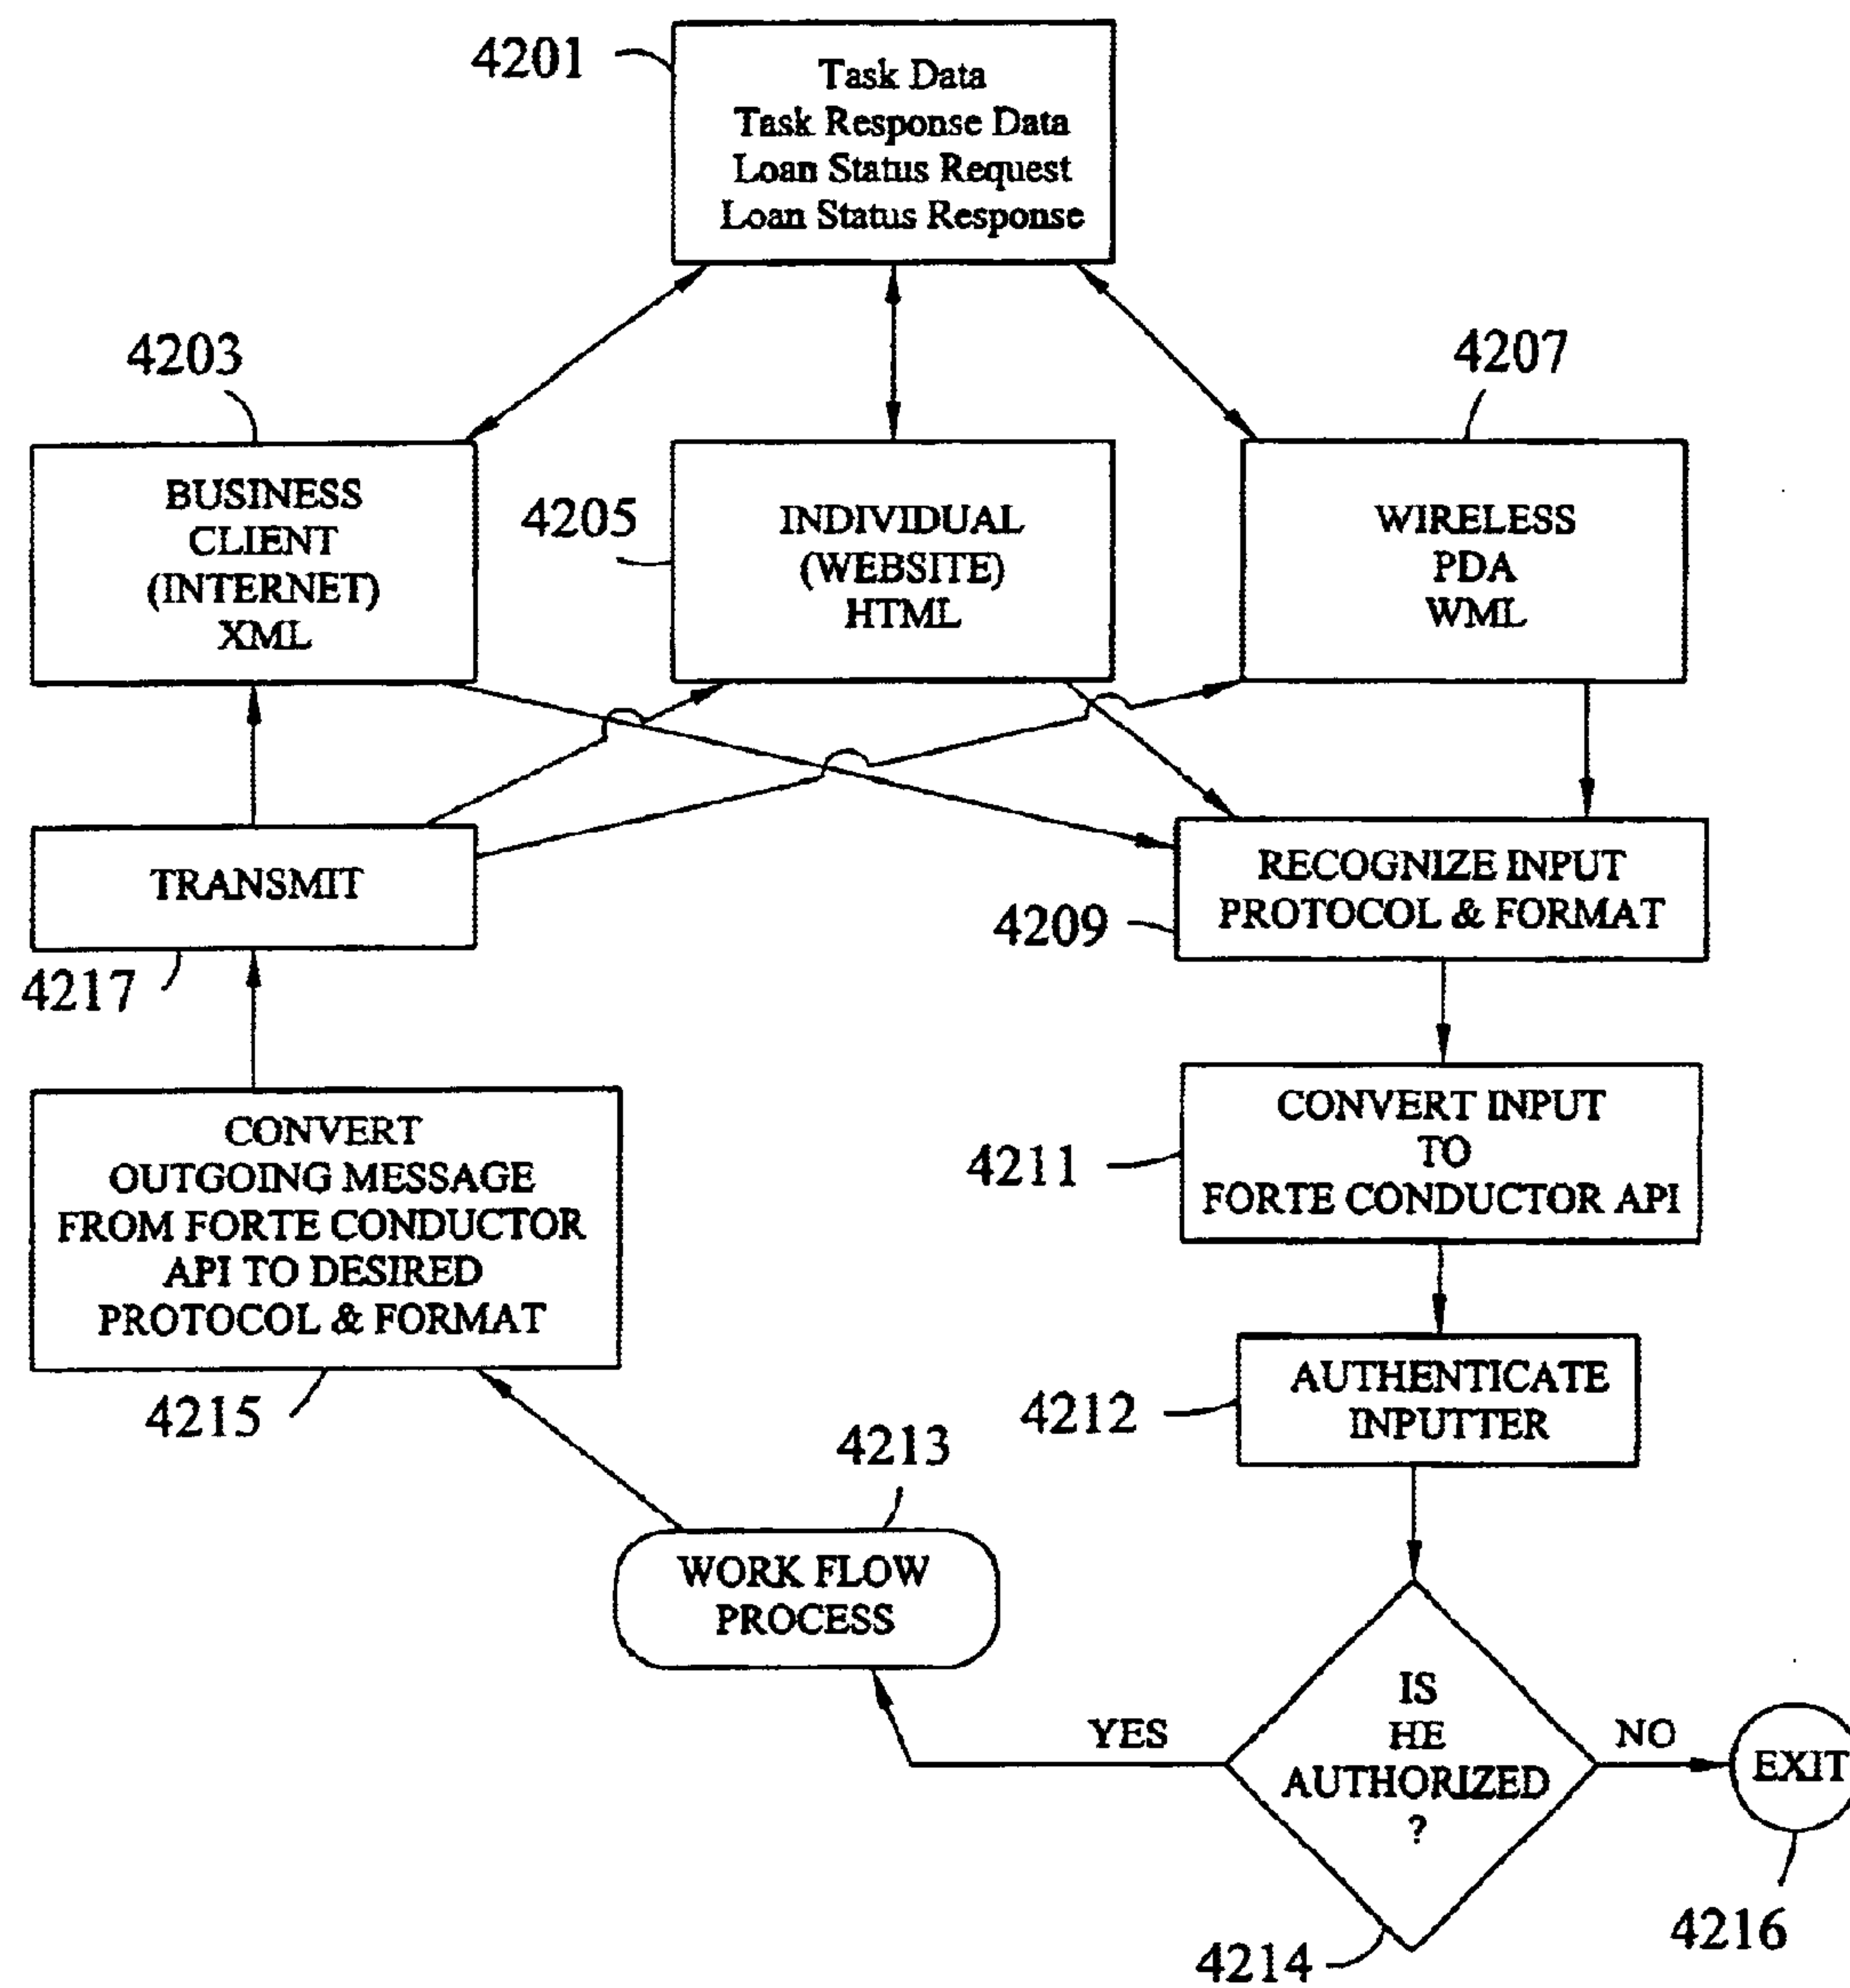 4201
Task Data
Task Response Data
Loan Status Request
Loan Status Response
4203
4207
BUSINESS
CLIENT
(INTERNET)
XML
4205
INDIVIDUAL
(WEBSITE)
HTML
WIRELESS
PDA
WML
TRANSMIT
4217
RECOGNIZE INPUT
PROTOCOL & FORMAT
4209
CONVERT INPUT
TO
FORTE CONDUCTOR API
4211
CONVERT
OUTGOING MESSAGE
FROM FORTE CONDUCTOR
API TO DESIRED
PROTOCOL & FORMAT
4215
AUTHENTICATE
INPUTTER
4212
4213
WORK FLOW
PROCESS
YES
IS
HE
AUTHORIZED
?
NO
EXIT
4214
4216